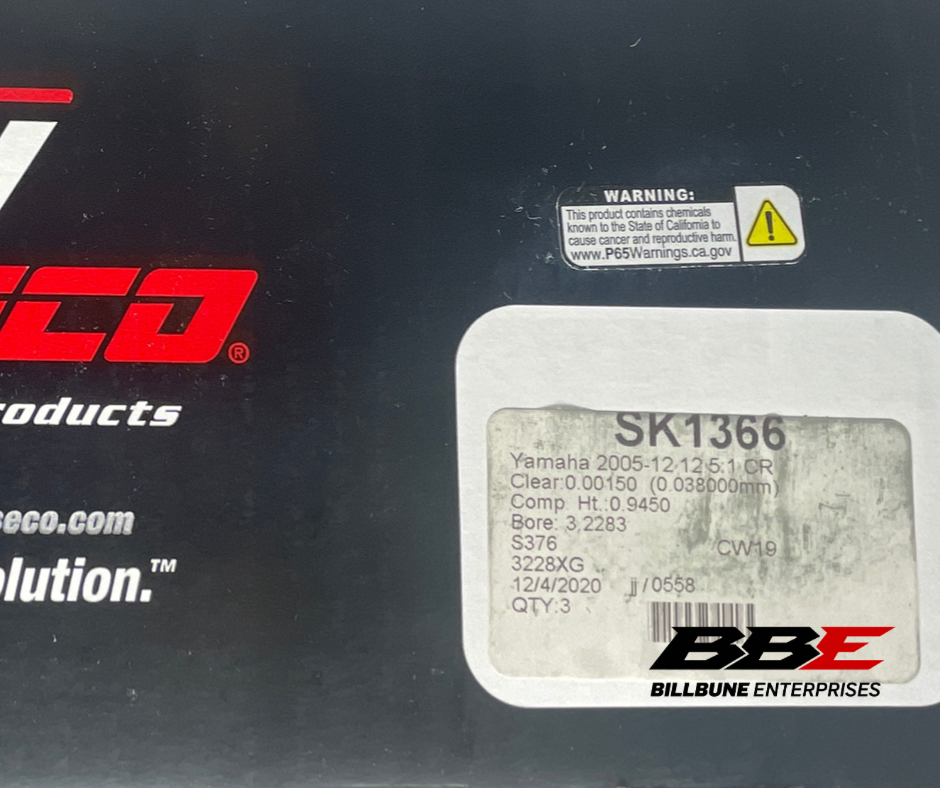 WARNING:
This product contains chemicals
known to the State of California to
cause cancer and reproductive harm.
www.P65Warnings.ca.gov
ECO®
roducts
seco.com
olution.™
SK1366
Yamaha 2005-12 12.5:1 CR
Clear:0.00150 (0.038000mm)
Comp. Ht.:0.9450
Bore: 3.2283
S376 CW19
3228XG
12/4/2020 jj / 0558
QTY:3
BBE
BILLBUNE ENTERPRISES